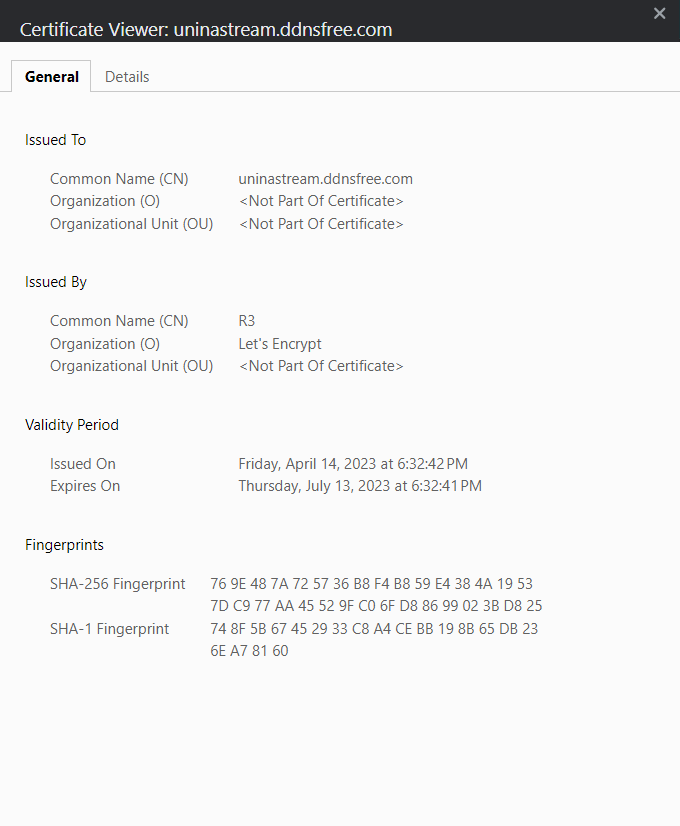 Certificate Viewer: uninastream.ddnsfree.com
General Details
Issued To
Common Name (CN) uninastream.ddnsfree.com
Organization (O) <Not Part Of Certificate>
Organizational Unit (OU) <Not Part Of Certificate>
Issued By
Common Name (CN) R3
Organization (O) Let's Encrypt
Organizational Unit (OU) <Not Part Of Certificate>
Validity Period
Issued On Friday, April 14, 2023 at 6:32:42 PM
Expires On Thursday, July 13, 2023 at 6:32:41 PM
Fingerprints
SHA-256 Fingerprint 76 9E 48 7A 72 57 36 B8 F4 B8 59 E4 38 4A 19 53
7D C9 77 AA 45 52 9F C0 6F D8 86 99 02 3B D8 25
SHA-1 Fingerprint 74 8F 5B 67 45 29 33 C8 A4 CE BB 19 8B 65 DB 23
6E A7 81 60